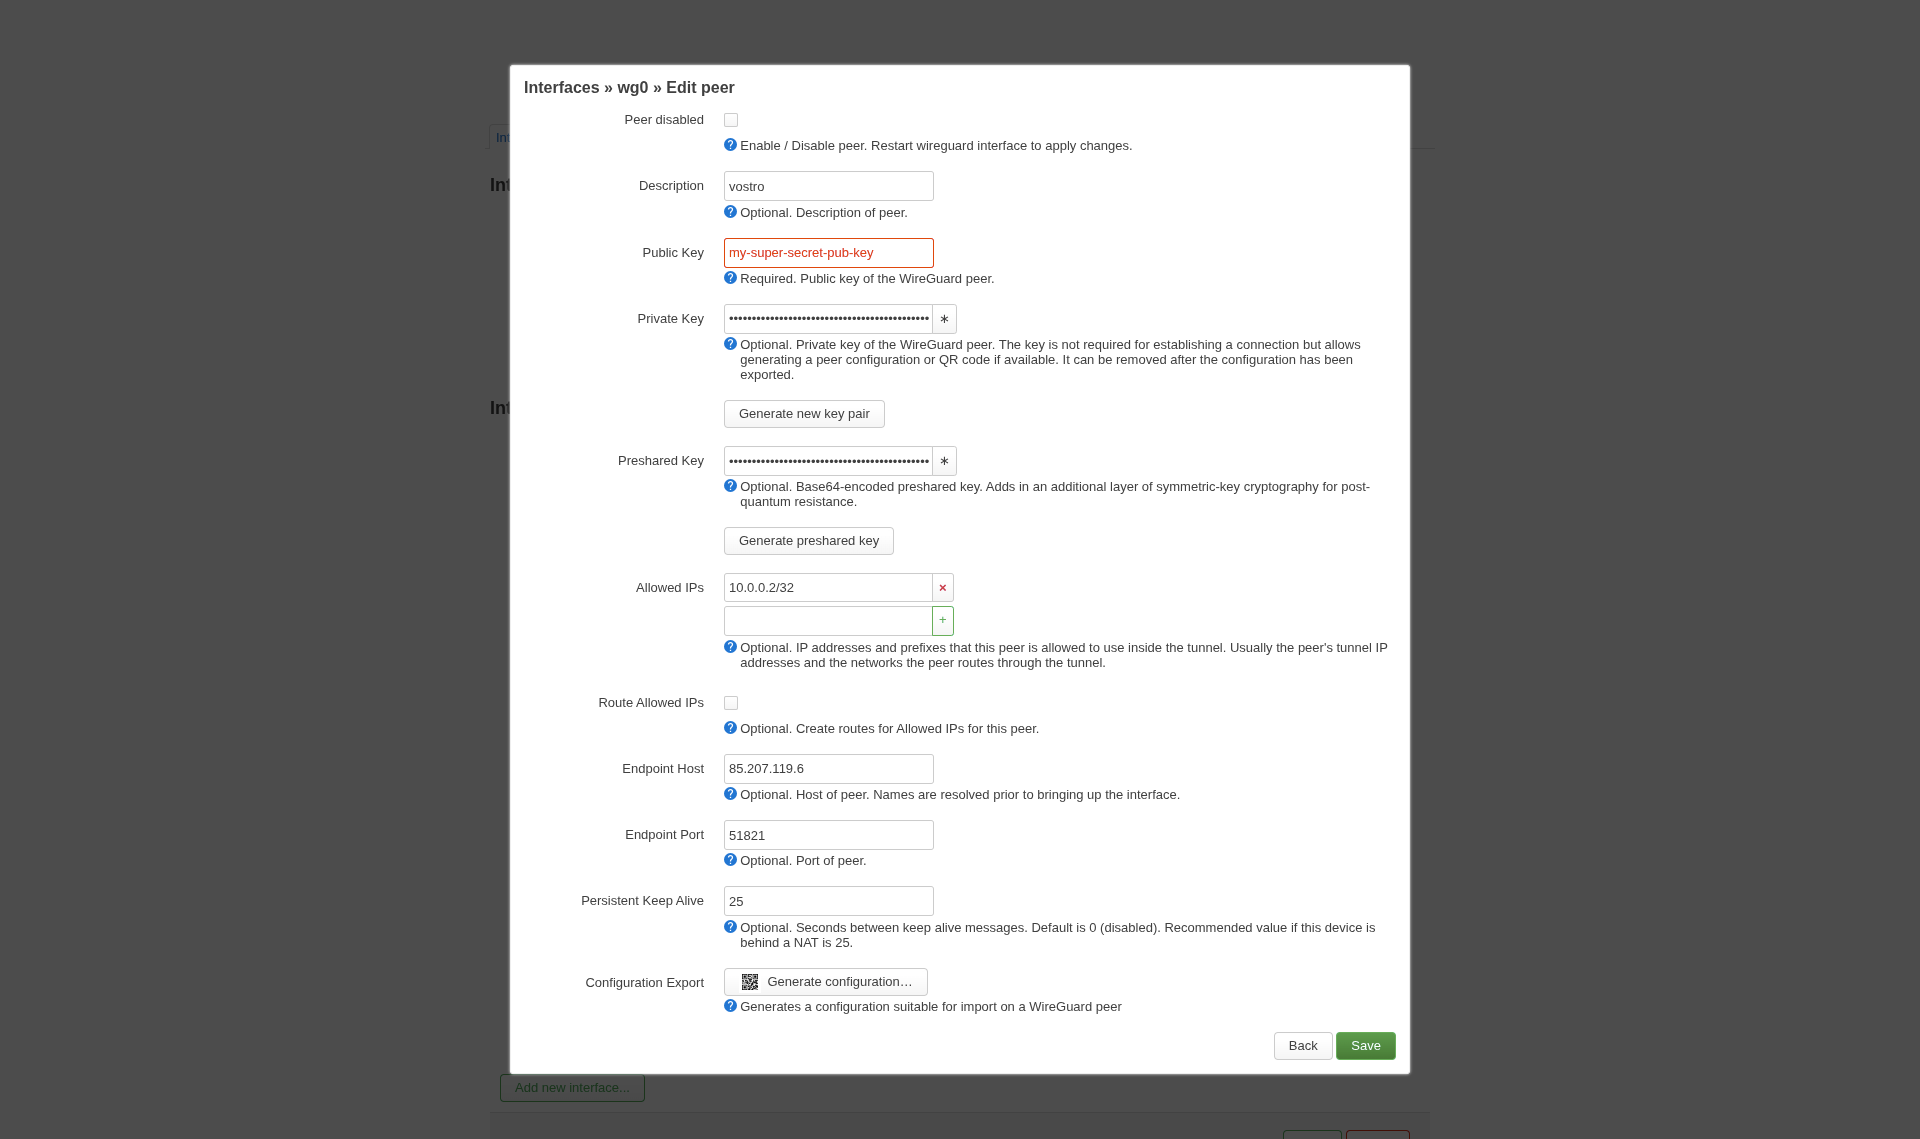 Interfaces » wg0 » Edit peer
Peer disabled
Enable / Disable peer. Restart wireguard interface to apply changes.
Description
vostro
Optional. Description of peer.
Public Key
my-super-secret-pub-key
Required. Public key of the WireGuard peer.
Private Key
••••••••••••••••••••••••••••••••••••••••••••
∗
Optional. Private key of the WireGuard peer. The key is not required for establishing a connection but allows
generating a peer configuration or QR code if available. It can be removed after the configuration has been
exported.
Generate new key pair
Preshared Key
••••••••••••••••••••••••••••••••••••••••••••
∗
Optional. Base64-encoded preshared key. Adds in an additional layer of symmetric-key cryptography for post-
quantum resistance.
Generate preshared key
Allowed IPs
10.0.0.2/32
×
+
Optional. IP addresses and prefixes that this peer is allowed to use inside the tunnel. Usually the peer's tunnel IP
addresses and the networks the peer routes through the tunnel.
Route Allowed IPs
Optional. Create routes for Allowed IPs for this peer.
Endpoint Host
85.207.119.6
Optional. Host of peer. Names are resolved prior to bringing up the interface.
Endpoint Port
51821
Optional. Port of peer.
Persistent Keep Alive
25
Optional. Seconds between keep alive messages. Default is 0 (disabled). Recommended value if this device is
behind a NAT is 25.
Configuration Export
Generate configuration…
Generates a configuration suitable for import on a WireGuard peer
Back
Save
Add new interface...